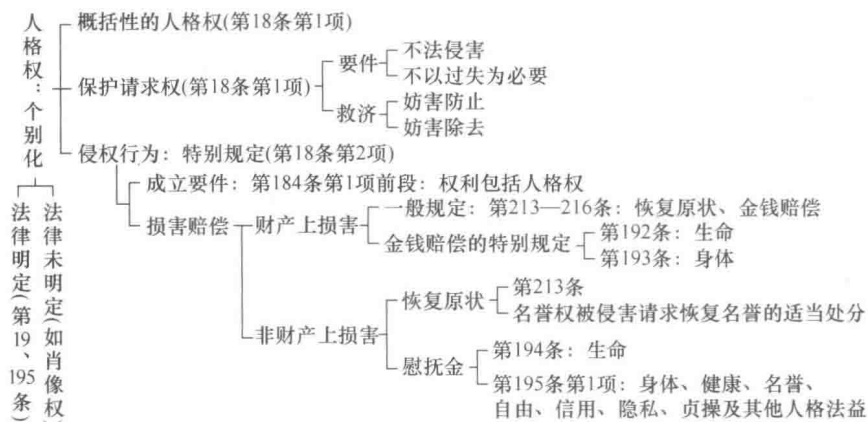 人格权：个别化
法律明定(第19、195条)
法律未明定(如肖像权
概括性的人格权(第18条第1项)
保护请求权(第18条第1项)
要件
不法侵害
不以过失为必要
救济
妨害防止
妨害除去
侵权行为：特别规定(第18条第2项)
成立要件：第184条第1项前段：权利包括人格权
损害赔偿
财产上损害
一般规定：第213—216条：恢复原状、金钱赔偿
金钱赔偿的特别规定
第192条：生命
第193条：身体
非财产上损害
恢复原状
第213条
名誉权被侵害请求恢复名誉的适当处分
慰抚金
第194条：生命
第195条第1项：身体、健康、名誉、
自由、信用、隐私、贞操及其他人格法益